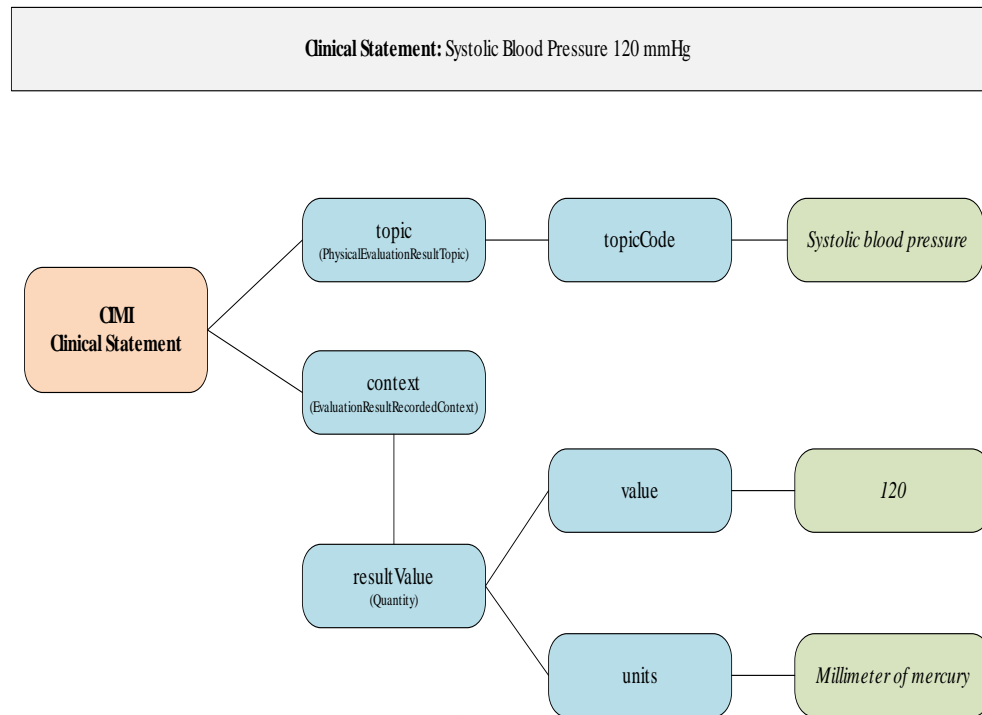 Clinical Statement: Systolic Blood Pressure 120 mmHg
topic
(PhysicalEvaluationResultTopic)
topicCode
Systolic blood pressure
CIMI
Clinical Statement
context
(EvaluationResultRecordedContext)
value
120
resultValue
(Quantity)
units
Millimeter of mercury